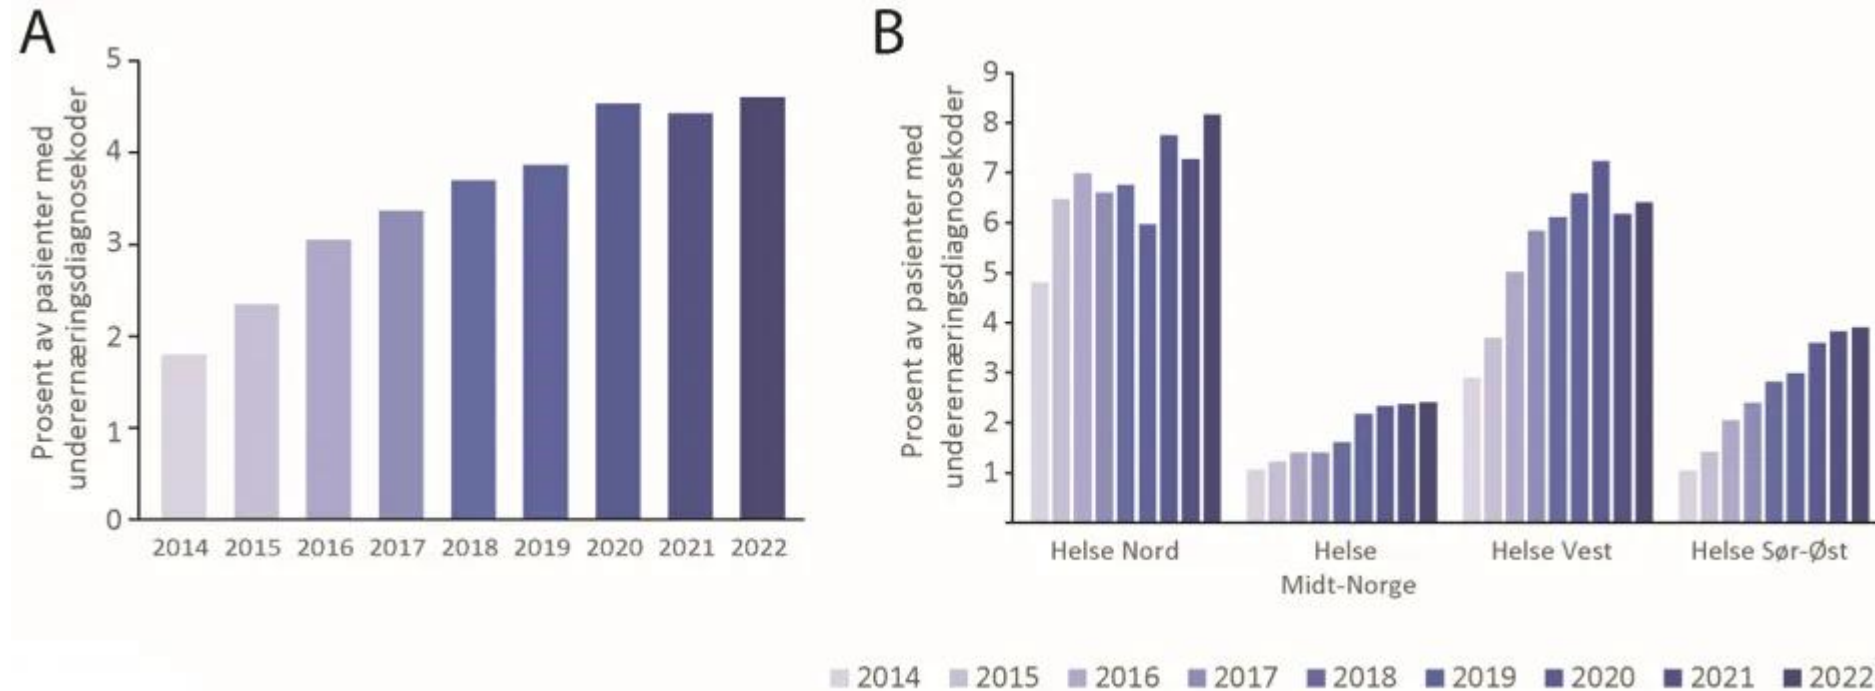 A
Prosent av pasienter med
underernæringsdiagnosekoder
5
4
3
2
1
0
2014 2015 2016 2017 2018 2019 2020 2021 2022
B
Prosent av pasienter med
underernæringsdiagnosekoder
9
8
7
6
5
4
3
2
1
Helse Nord
Helse
Midt-Norge
Helse Vest
Helse Sør-Øst
2014 2015 2016 2017 2018 2019 2020 2021 2022